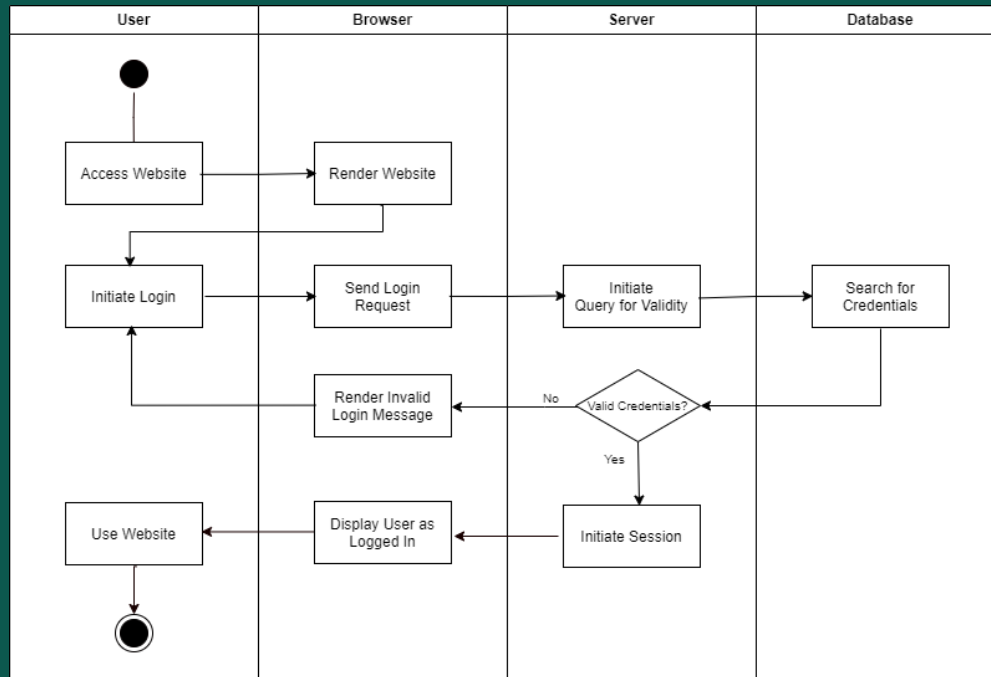 User
Browser
Server
Database
Access Website
Render Website
Initiate Login
Send Login
Request
Initiate
Query for Validity
Search for
Credentials
Render Invalid
Login Message
No
Valid Credentials?
Yes
Use Website
Display User as
Logged In
Initiate Session